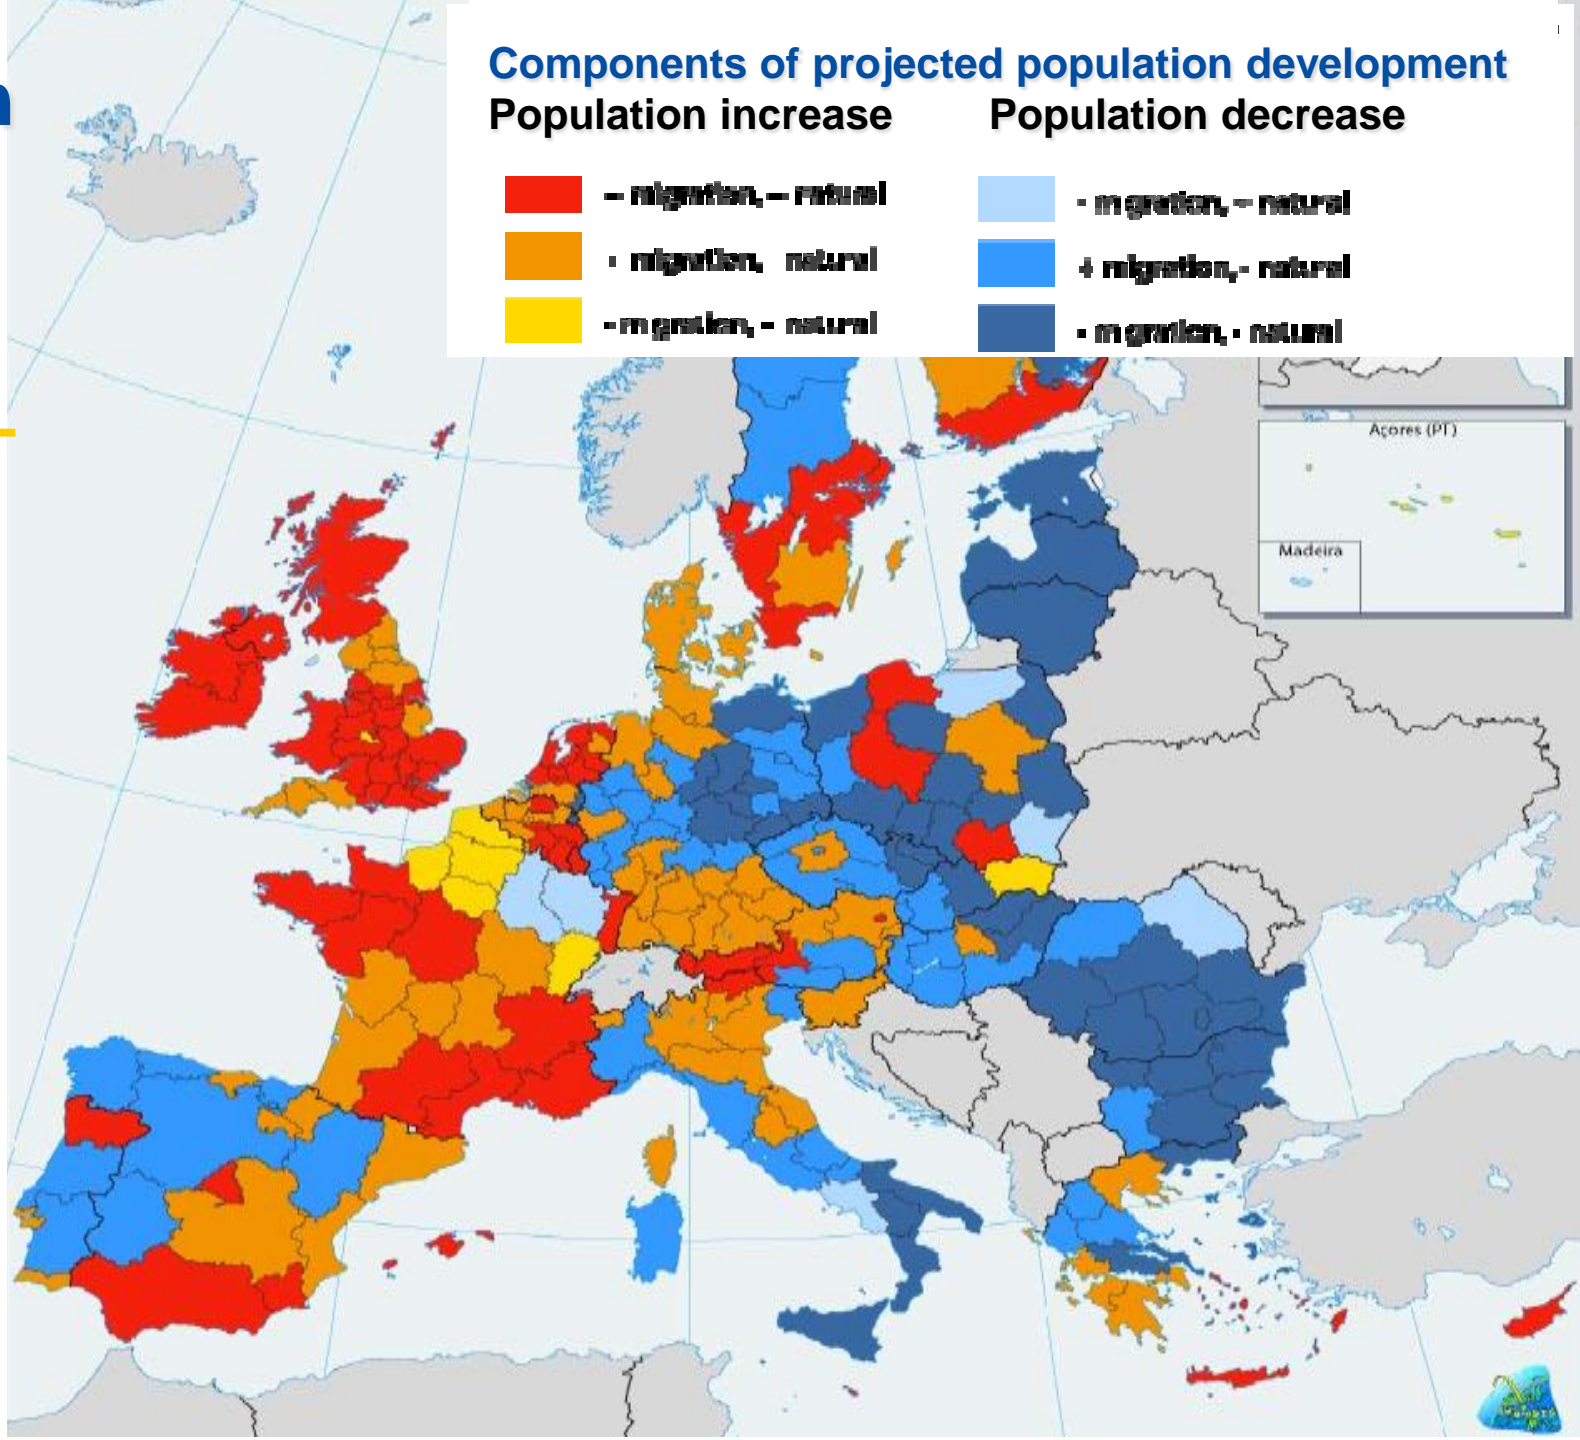 Components of projected population development
Population increase Population decrease
migration, natural - migration, natural
migration, natural + migration, - natural
- migration, natural - migration, - natural
Açores (PT)
Madeira